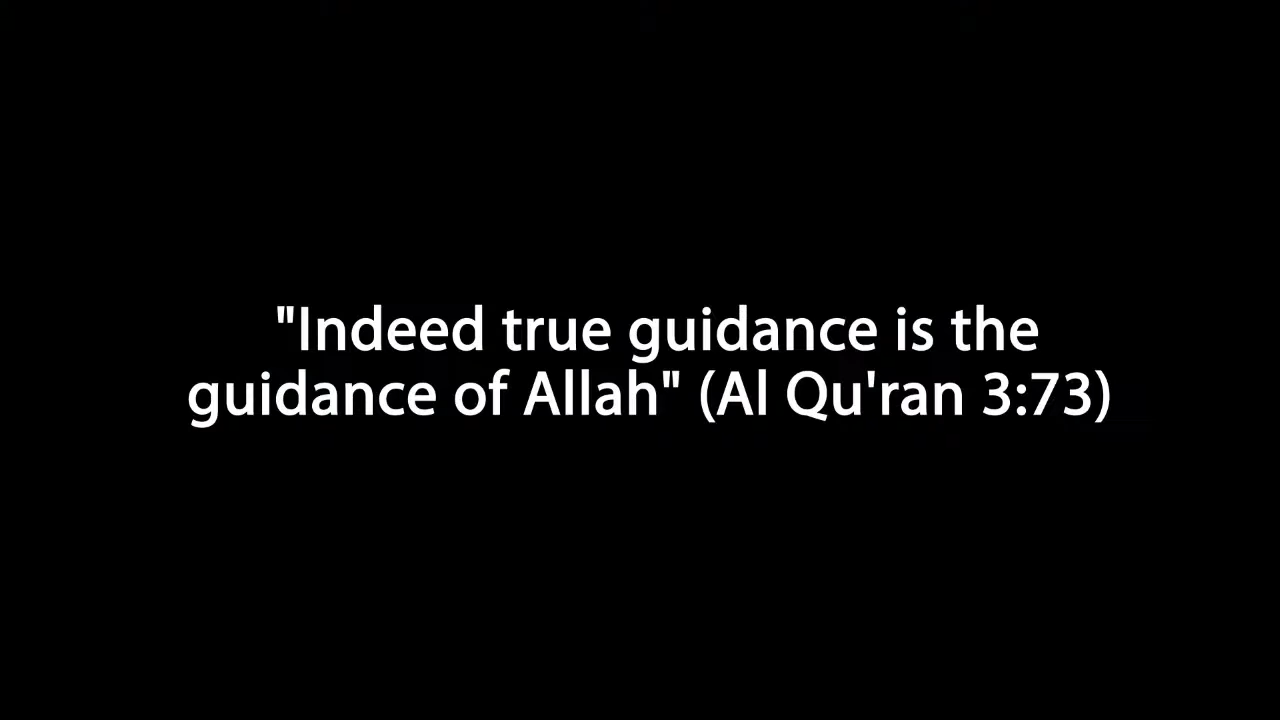 "Indeed true guidance is the
guidance of Allah" (Al Qu'ran 3:73)